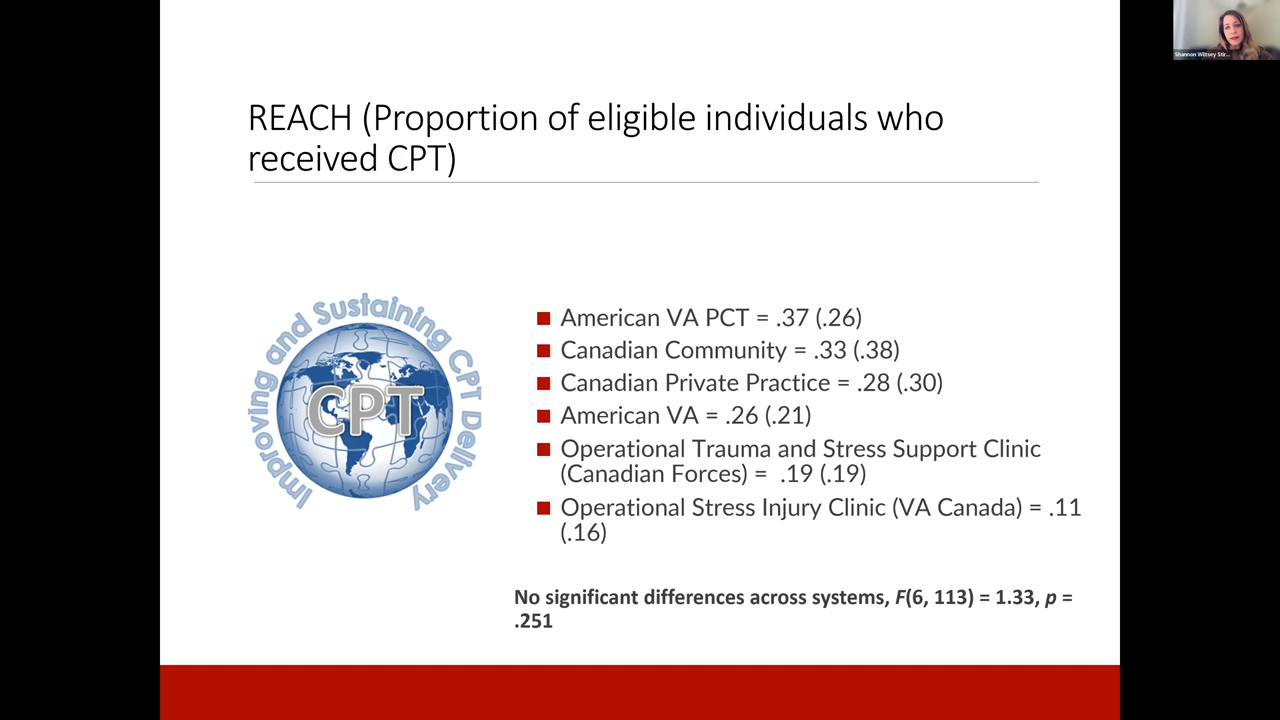 Shannon Wiltsey Stir...
REACH (Proportion of eligible individuals who
received CPT)
Improving and Sustaining CPT Delivery
CPT
American VA PCT = .37 (.26)
Canadian Community = .33 (.38)
Canadian Private Practice = .28 (.30)
American VA = .26 (.21)
Operational Trauma and Stress Support Clinic
(Canadian Forces) =  .19 (.19)
Operational Stress Injury Clinic (VA Canada) = .11
(.16)
No significant differences across systems, F(6, 113) = 1.33, p =
.251